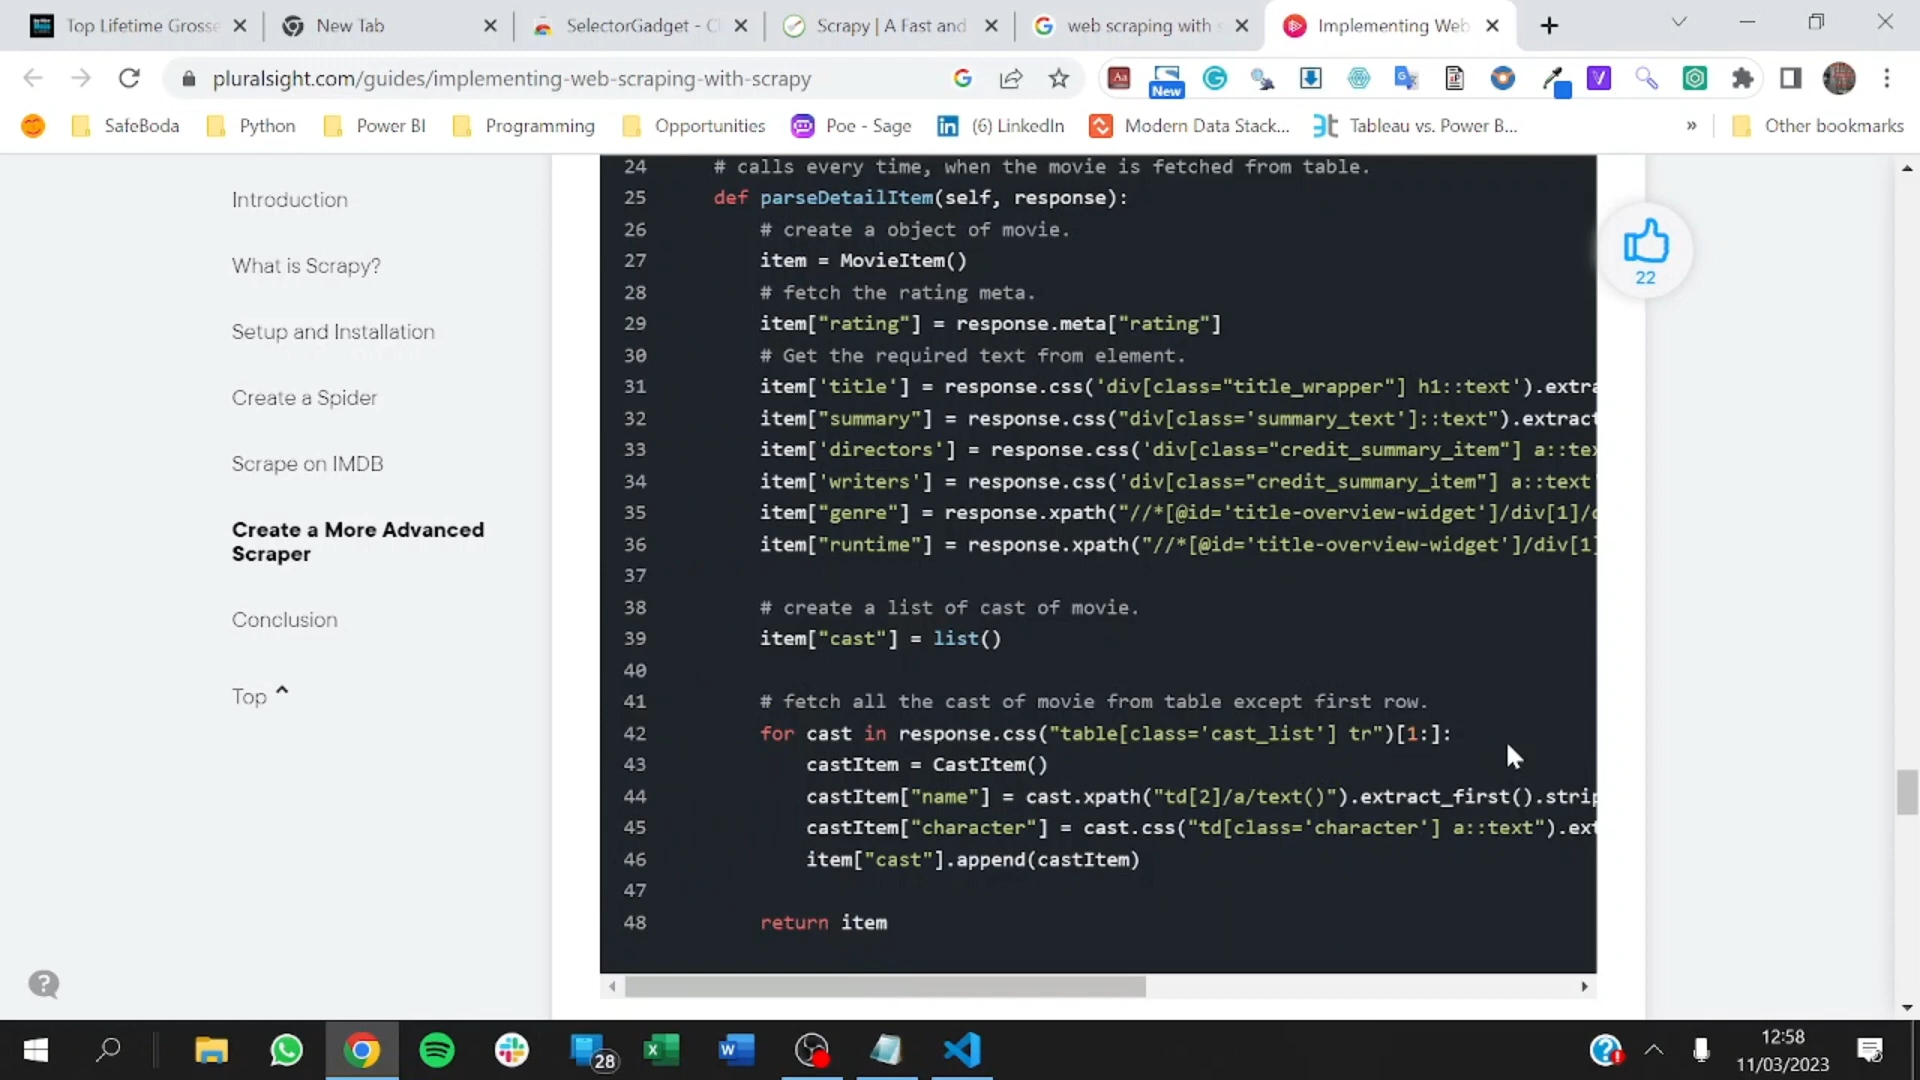 Top Lifetime Grosse
New Tab
SelectorGadget - C
Scrapy | A Fast and
web scraping with s
Implementing Web
pluralsight.com/guides/implementing-web-scraping-with-scrapy
New
SafeBoda
Python
Power BI
Programming
Opportunities
Poe - Sage
(6) LinkedIn
Modern Data Stack...
Tableau vs. Power B...
»
Other bookmarks
Introduction
What is Scrapy?
Setup and Installation
Create a Spider
Scrape on IMDB
Create a More Advanced
Scraper
Conclusion
Top
24 # calls every time, when the movie is fetched from table.
25 def parseDetailItem(self, response):
26 # create a object of movie.
27 item = MovieItem()
28 # fetch the rating meta.
29 item["rating"] = response.meta["rating"]
30 # Get the required text from element.
31 item['title'] = response.css('div[class="title_wrapper"] h1::text').extra
32 item["summary"] = response.css("div[class='summary_text']::text").extract
33 item['directors'] = response.css('div[class="credit_summary_item"] a::tex
34 item['writers'] = response.css('div[class="credit_summary_item"] a::text'
35 item["genre"] = response.xpath("//*[@id='title-overview-widget']/div[1]/d
36 item["runtime"] = response.xpath("//*[@id='title-overview-widget']/div[1]
37
38 # create a list of cast of movie.
39 item["cast"] = list()
40
41 # fetch all the cast of movie from table except first row.
42 for cast in response.css("table[class='cast_list'] tr")[1:]:
43 castItem = CastItem()
44 castItem["name"] = cast.xpath("td[2]/a/text()").extract_first().strip
45 castItem["character"] = cast.css("td[class='character'] a::text").ext
46 item["cast"].append(castItem)
47
48 return item
22
28
12:58
11/03/2023